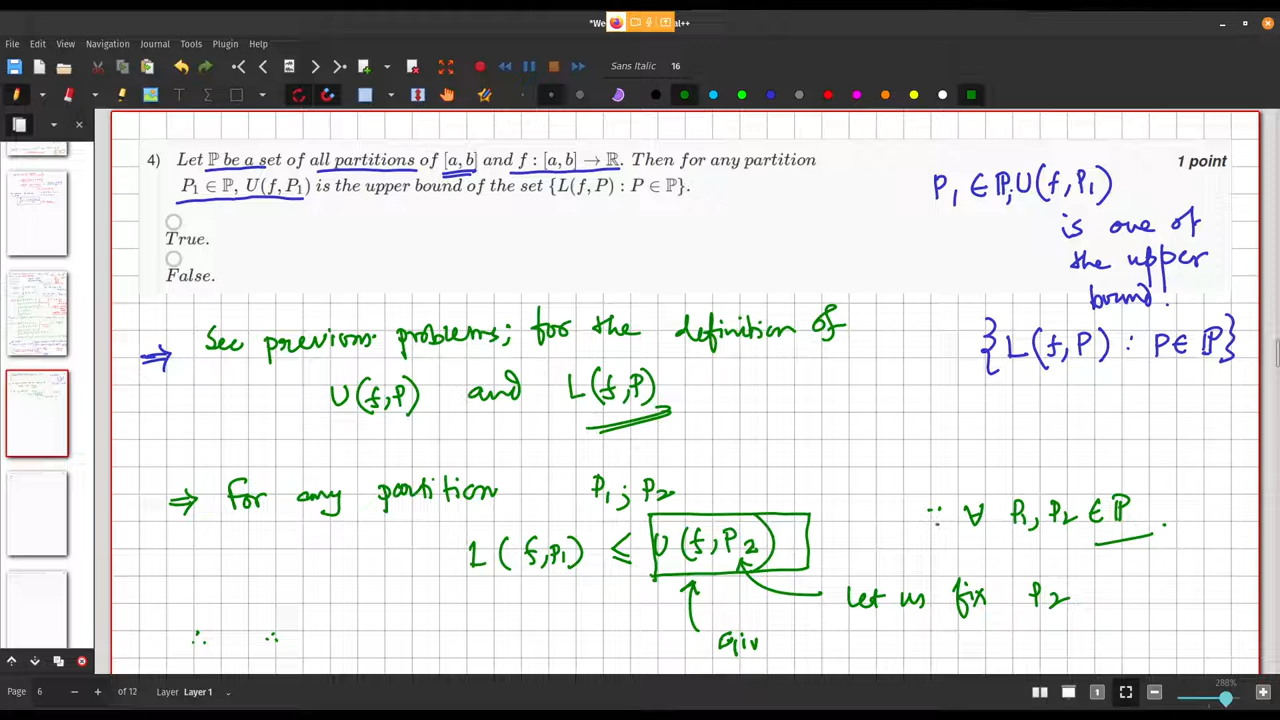 *We
al++
File Edit View Navigation Journal Tools Plugin Help
Sans Italic 16
4) Let ℙ be a set of all partitions of [a, b] and f : [a, b] → ℝ. Then for any partition
1 point
P₁ ∈ ℙ, U(f, P₁) is the upper bound of the set {L(f, P) : P ∈ ℙ}.
True.
False.
P₁ ∈ ℙ, U(f, P₁)
is one of
the upper
bound.
{L(f, P) : P ∈ ℙ}
⇒ See previous problems; for the definition of
U(f, P) and L(f, P)
⇒ for any partition P₁; P₂
L(f, P₁) ≤ U(f, P₂)
∵ ∀ P₁, P₂ ∈ ℙ.
let us fix P₂
Giv
∴ ∴
Page 6 of 12 Layer Layer 1
288%